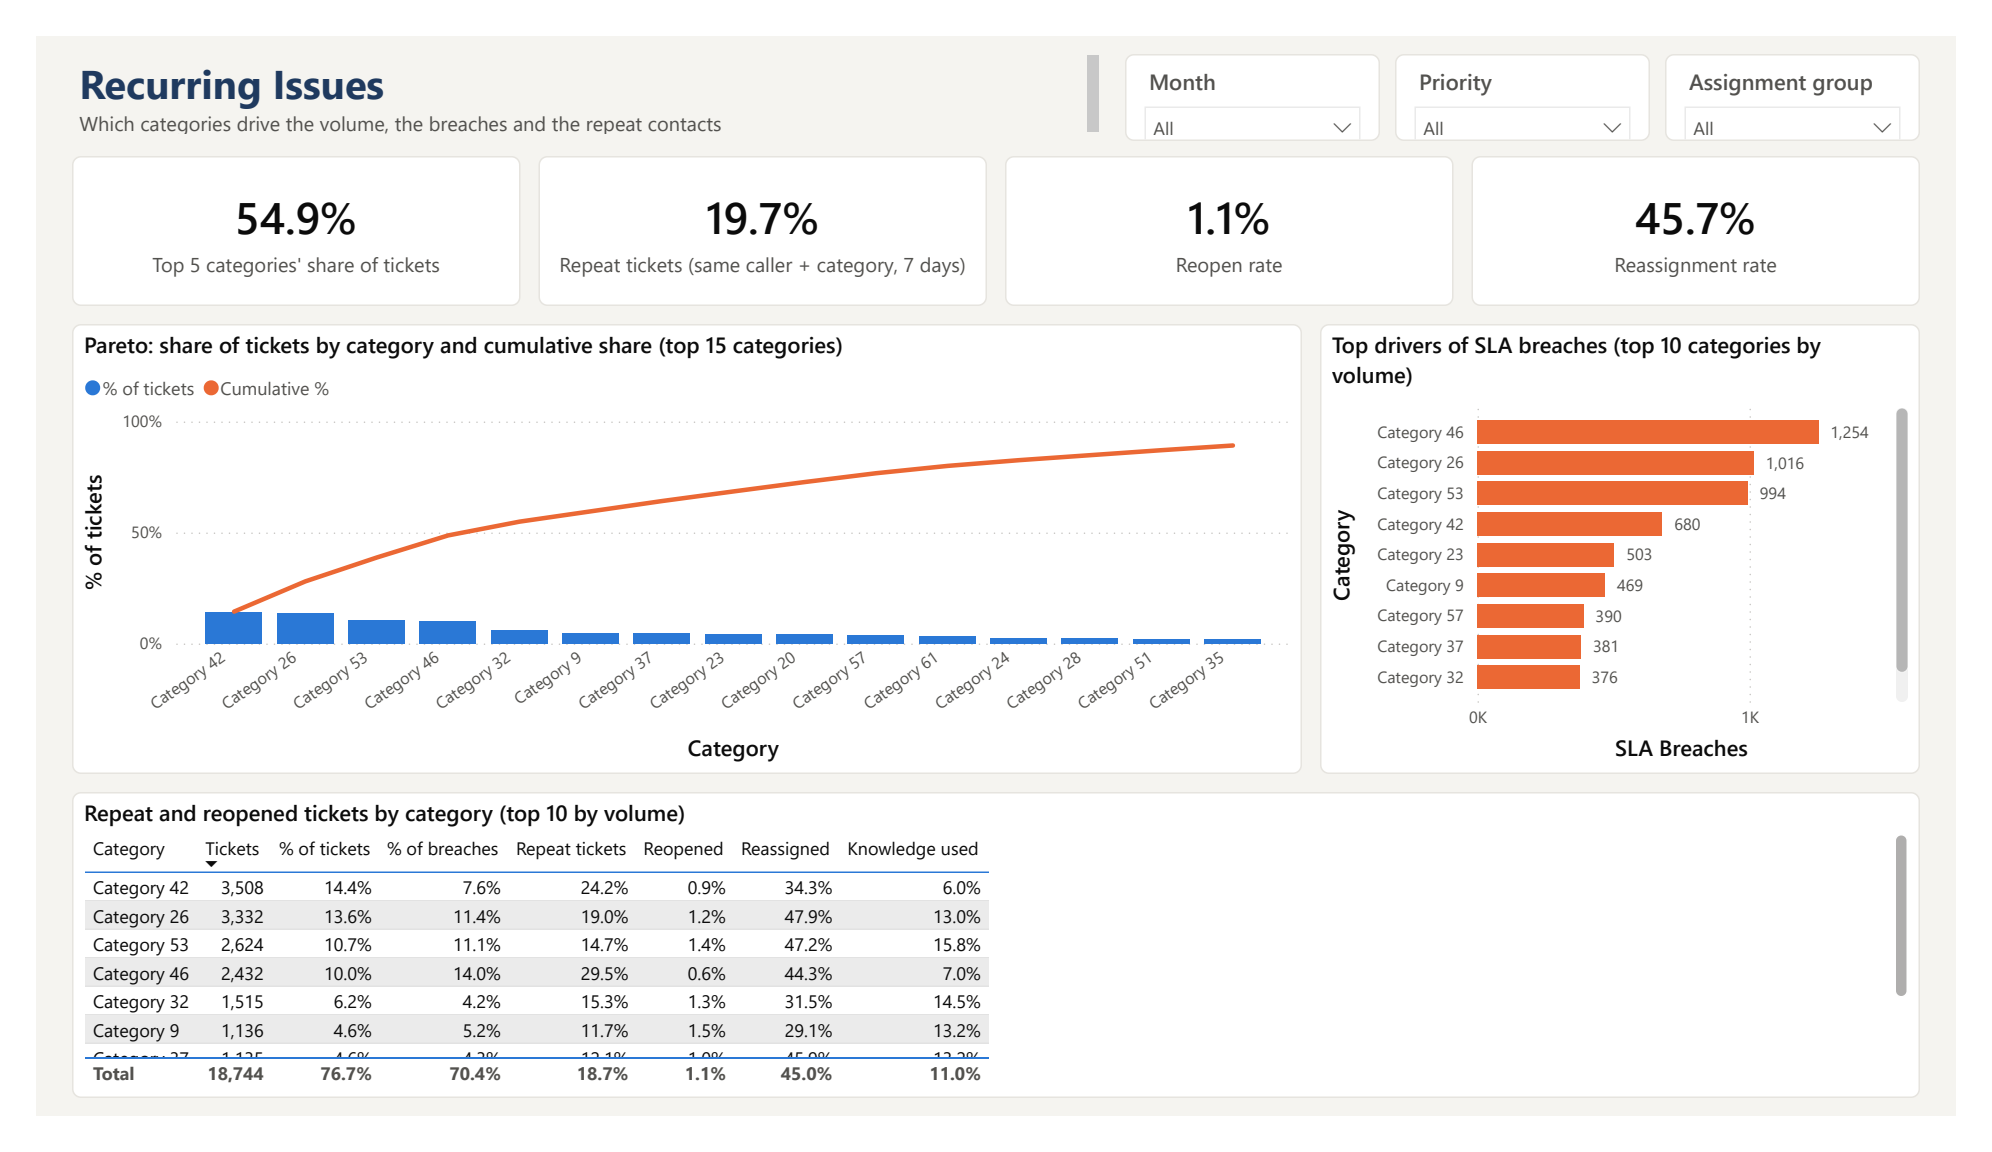 Recurring Issues
Which categories drive the volume, the breaches and the repeat contacts
Month
All
Priority
All
Assignment group
All
54.9%
Top 5 categories' share of tickets
19.7%
Repeat tickets (same caller + category, 7 days)
1.1%
Reopen rate
45.7%
Reassignment rate
Pareto: share of tickets by category and cumulative share (top 15 categories)
% of tickets Cumulative %
% of tickets
100%
50%
0%
Category 42
Category 26
Category 53
Category 46
Category 32
Category 9
Category 37
Category 23
Category 20
Category 57
Category 61
Category 24
Category 28
Category 51
Category 35
Category
Top drivers of SLA breaches (top 10 categories by
volume)
Category
Category 46 1,254
Category 26 1,016
Category 53 994
Category 42 680
Category 23 503
Category 9 469
Category 57 390
Category 37 381
Category 32 376
0K 1K
SLA Breaches
Repeat and reopened tickets by category (top 10 by volume)
Category Tickets % of tickets % of breaches Repeat tickets Reopened Reassigned Knowledge used
Category 42 3,508 14.4% 7.6% 24.2% 0.9% 34.3% 6.0%
Category 26 3,332 13.6% 11.4% 19.0% 1.2% 47.9% 13.0%
Category 53 2,624 10.7% 11.1% 14.7% 1.4% 47.2% 15.8%
Category 46 2,432 10.0% 14.0% 29.5% 0.6% 44.3% 7.0%
Category 32 1,515 6.2% 4.2% 15.3% 1.3% 31.5% 14.5%
Category 9 1,136 4.6% 5.2% 11.7% 1.5% 29.1% 13.2%
Category 37
Total 18,744 76.7% 70.4% 18.7% 1.1% 45.0% 11.0%